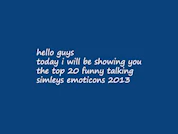 hello guys
today i will be showing you
the top 20 funny talking
simleys emoticons 2013